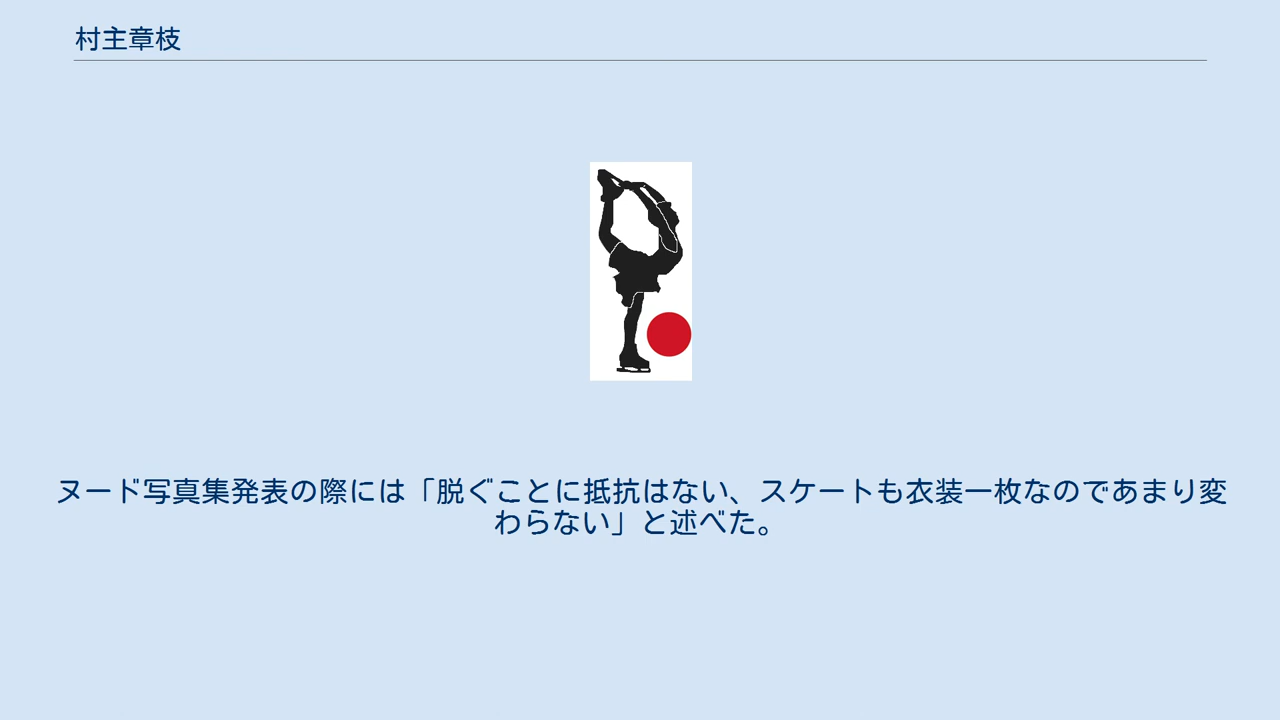 村主章枝
ヌード写真集発表の際には「脱ぐことに抵抗はない、スケートも衣装一枚なのであまり変
わらない」と述べた。